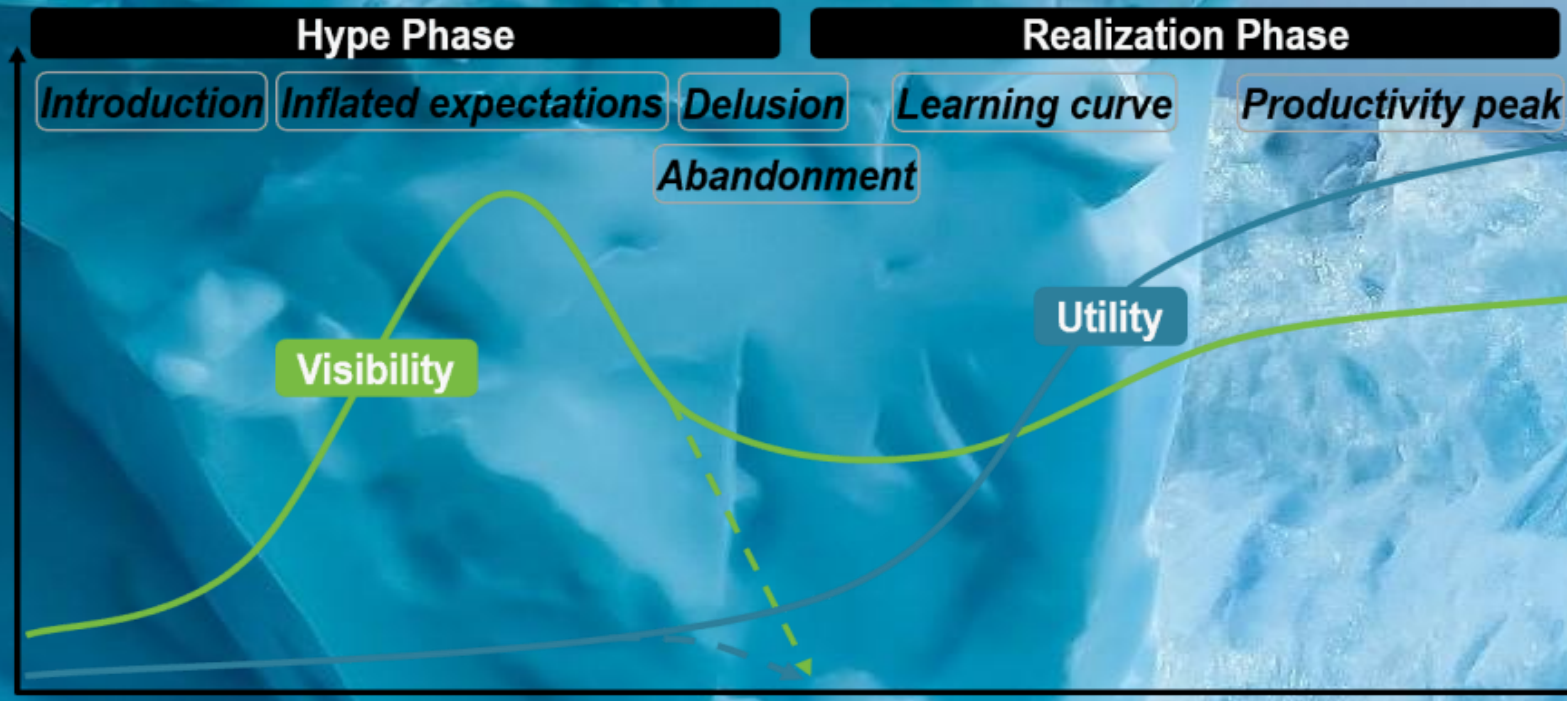 Hype Phase
Realization Phase
Introduction
Inflated expectations
Delusion
Learning curve
Productivity peak
Abandonment
Utility
Visibility